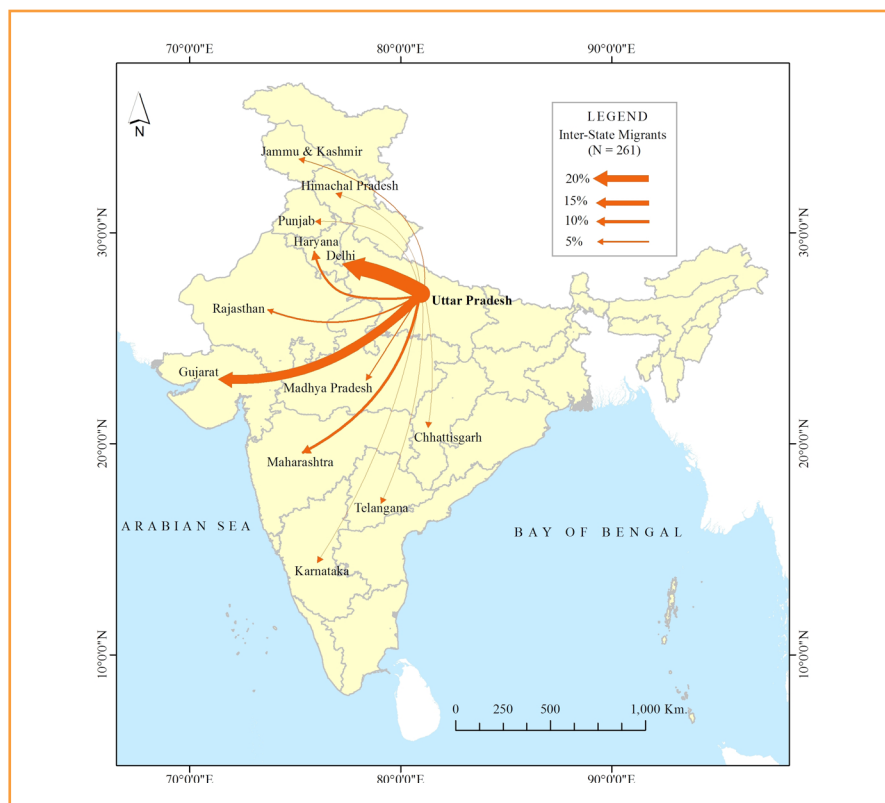 70°0'0"E 80°0'0"E 90°0'0"E
N
LEGEND
Inter-State Migrants
(N = 261)
20%
15%
10%
5%
Jammu & Kashmir
Himachal Pradesh
Punjab
Haryana
Delhi
Uttar Pradesh
Rajasthan
Gujarat
Madhya Pradesh
Chhattisgarh
Maharashtra
Telangana
ARABIAN SEA
BAY OF BENGAL
Karnataka
30°0'0"N
20°0'0"N
10°0'0"N
30°0'0"N
20°0'0"N
10°0'0"N
0 250 500 1,000 Km.
70°0'0"E 80°0'0"E 90°0'0"E